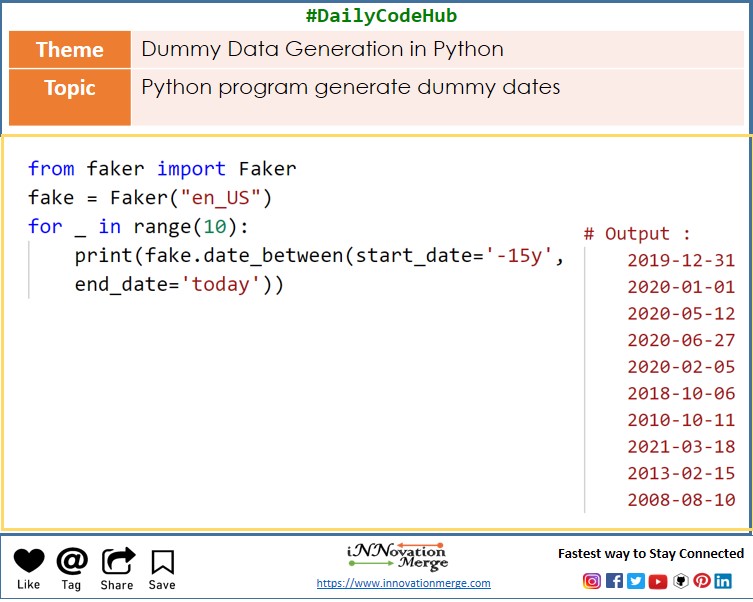 #DailyCodeHub
Theme
Dummy Data Generation in Python
Topic
Python program generate dummy dates
from faker import Faker
fake = Faker("en_US")
for _ in range(10):
    print(fake.date_between(start_date='-15y',
    end_date='today'))
# Output :
2019-12-31
2020-01-01
2020-05-12
2020-06-27
2020-02-05
2018-10-06
2010-10-11
2021-03-18
2013-02-15
2008-08-10
Like
Tag
Share
Save
iNNovation
Merge
https://www.innovationmerge.com
Fastest way to Stay Connected